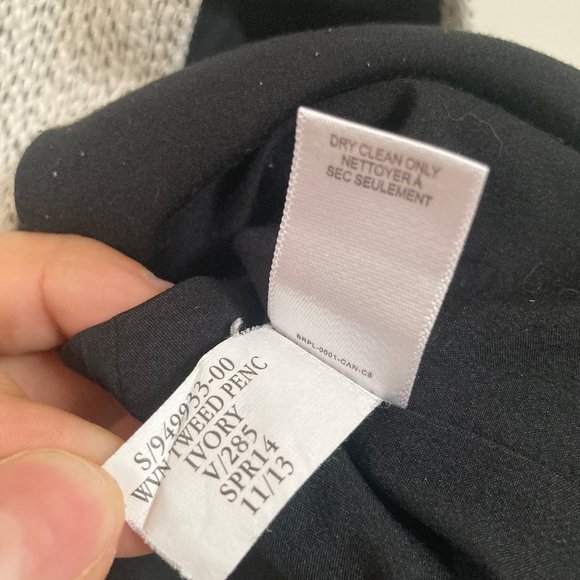 DRY CLEAN ONLY
NETTOYER À
SEC SEULEMENT
BRPL-0001-CAN-C8
S/949933-00
WVN TWEED PENC
IVORY
V/285
SPR14
11/13